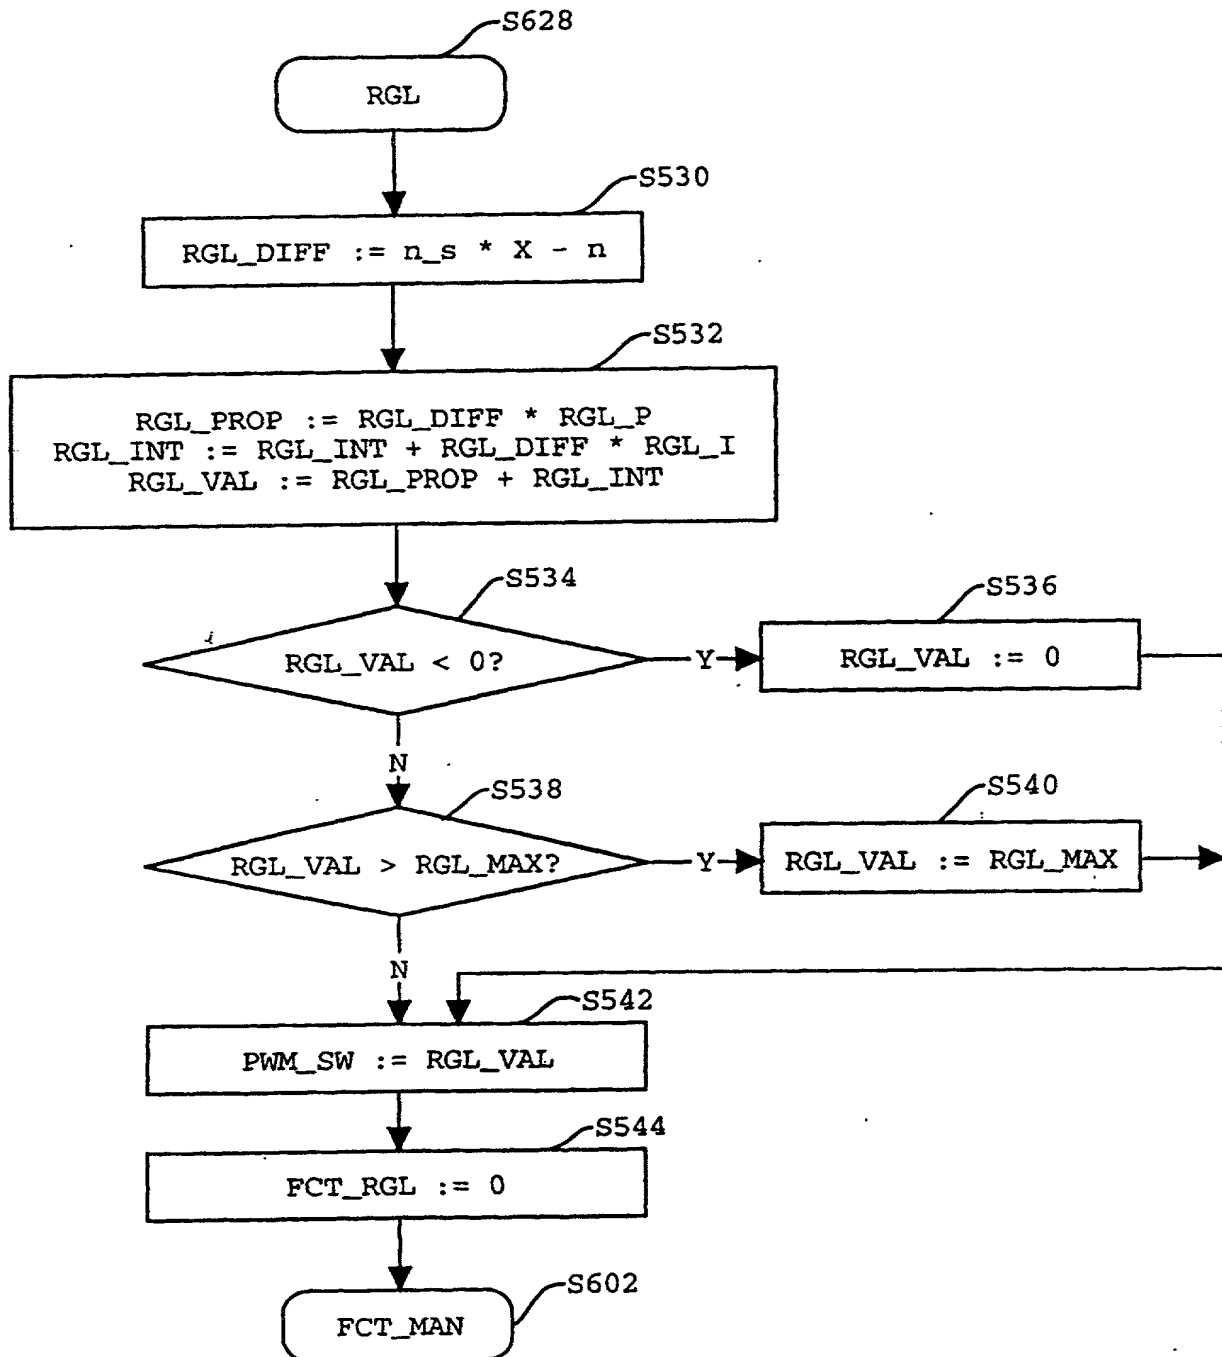 S628
RGL
S530
RGL_DIFF := n_s * X - n
S532
RGL_PROP := RGL_DIFF * RGL_P
RGL_INT := RGL_INT + RGL_DIFF * RGL_I
RGL_VAL := RGL_PROP + RGL_INT
S534
RGL_VAL < 0?
Y
S536
RGL_VAL := 0
N
S538
RGL_VAL > RGL_MAX?
Y
S540
RGL_VAL := RGL_MAX
N
S542
PWM_SW := RGL_VAL
S544
FCT_RGL := 0
S602
FCT_MAN